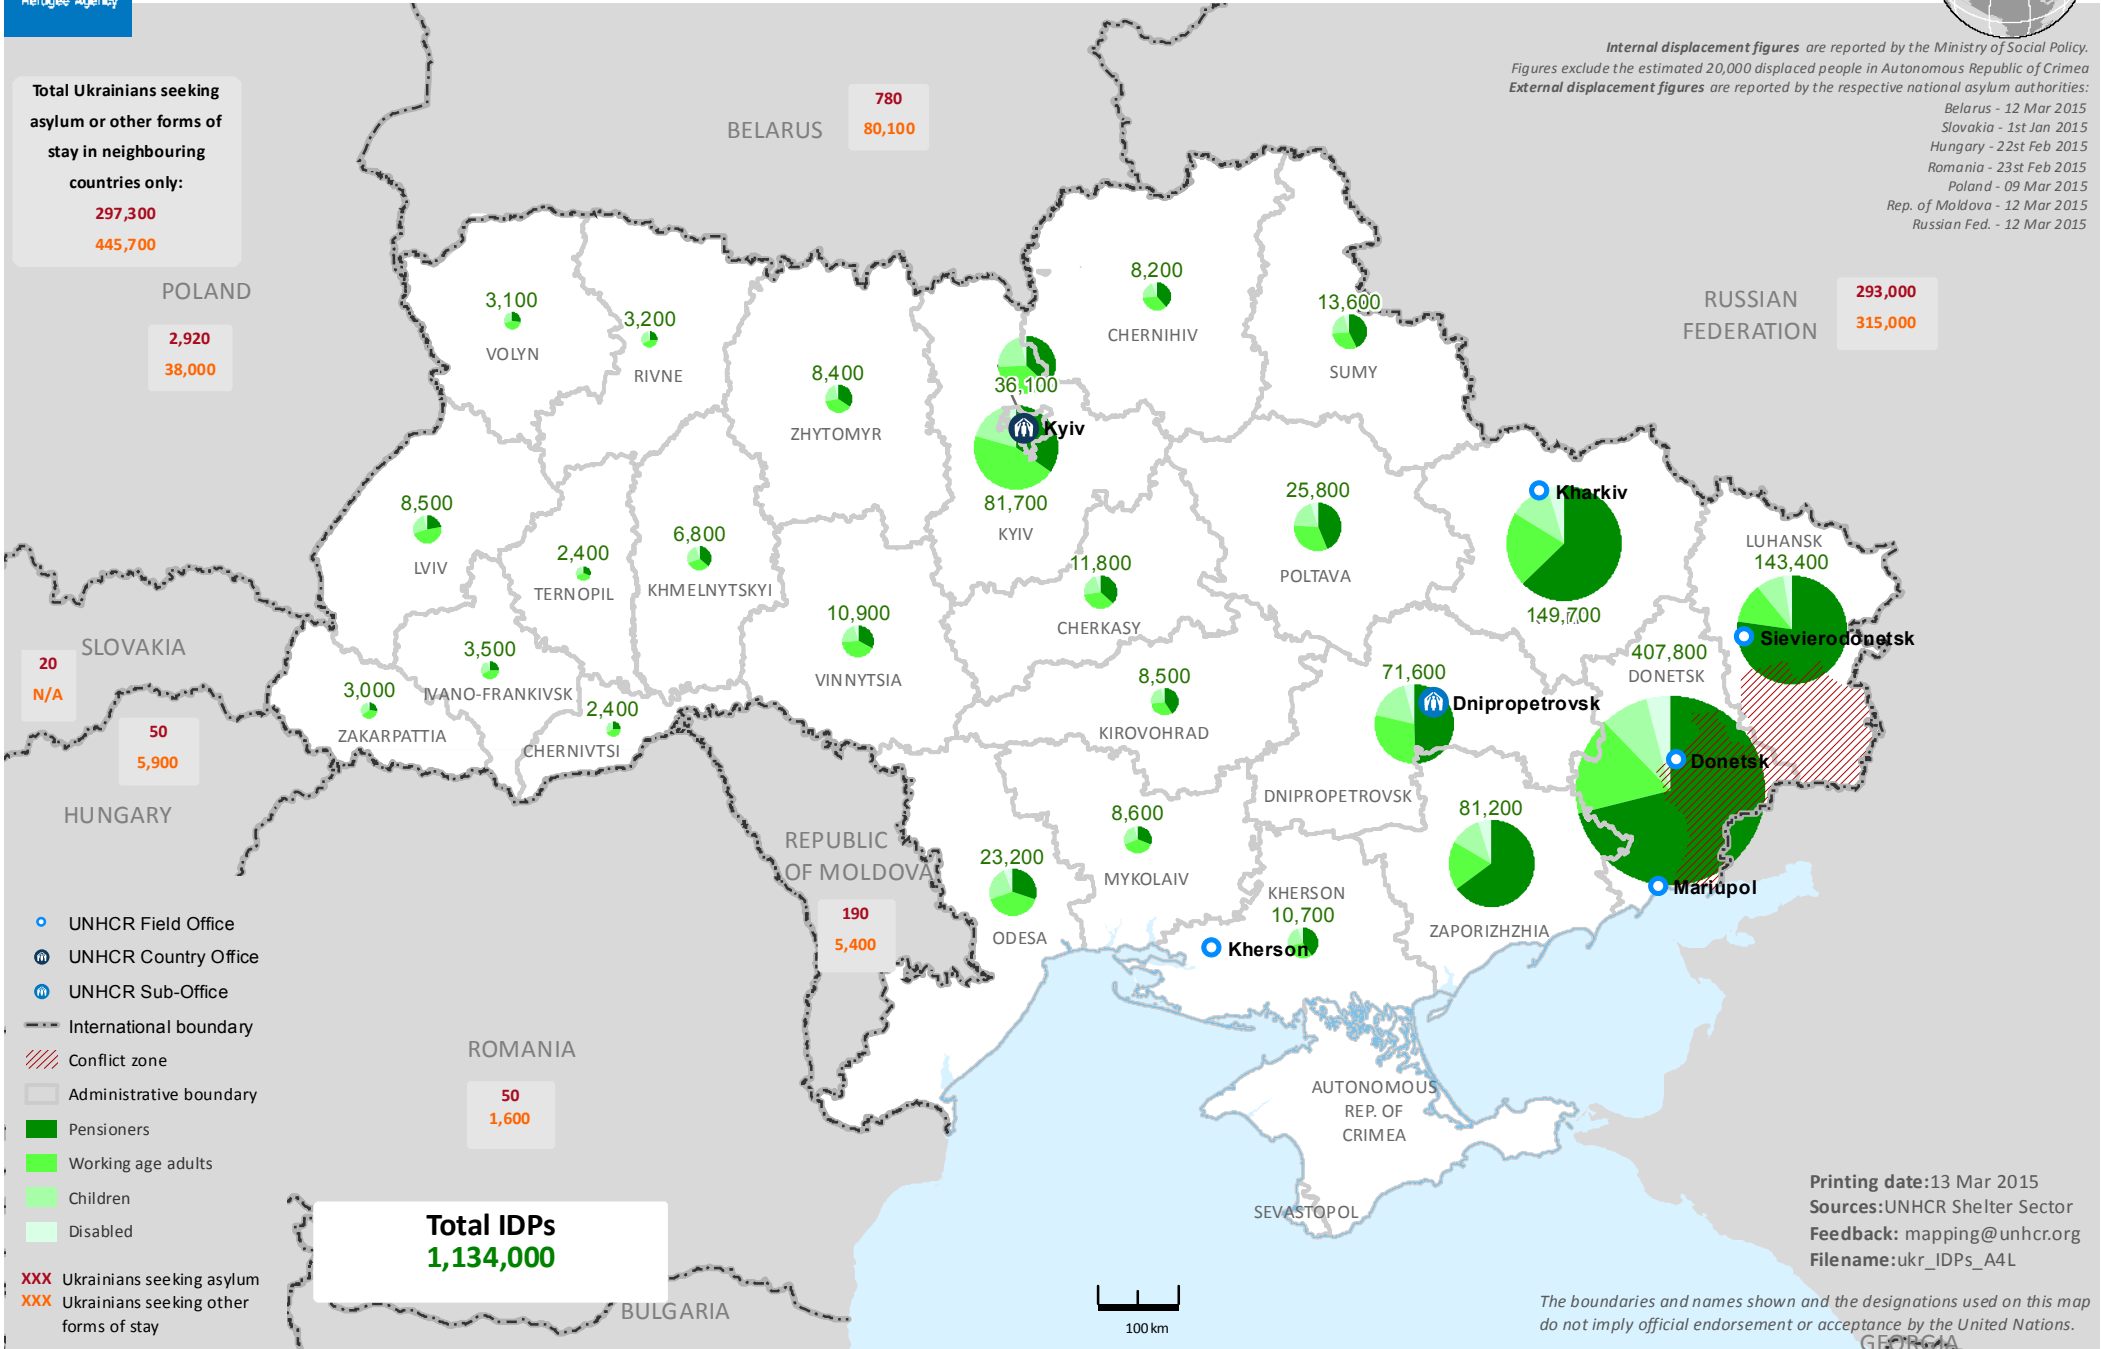 Refugee Agency
Total Ukrainians seeking
asylum or other forms of
stay in neighbouring
countries only:
297,300
445,700
Internal displacement figures are reported by the Ministry of Social Policy.
Figures exclude the estimated 20,000 displaced people in Autonomous Republic of Crimea
External displacement figures are reported by the respective national asylum authorities:
Belarus - 12 Mar 2015
Slovakia - 1st Jan 2015
Hungary - 22st Feb 2015
Romania - 23st Feb 2015
Poland - 09 Mar 2015
Rep. of Moldova - 12 Mar 2015
Russian Fed. - 12 Mar 2015
BELARUS
780
80,100
POLAND
2,920
38,000
RUSSIAN
FEDERATION
293,000
315,000
3,100
VOLYN
3,200
RIVNE
8,400
ZHYTOMYR
8,200
CHERNIHIV
13,600
SUMY
36,100
Kyiv
81,700
KYIV
8,500
LVIV
2,400
TERNOPIL
6,800
KHMELNYTSKYI
25,800
POLTAVA
Kharkiv
149,700
LUHANSK
143,400
Sievierodonetsk
11,800
CHERKASY
10,900
VINNYTSIA
3,500
IVANO-FRANKIVSK
3,000
ZAKARPATTIA
2,400
CHERNIVTSI
8,500
KIROVOHRAD
71,600
Dnipropetrovsk
DNIPROPETROVSK
407,800
DONETSK
Donetsk
Mariupol
81,200
ZAPORIZHZHIA
8,600
MYKOLAIV
23,200
ODESA
KHERSON
10,700
Kherson
SLOVAKIA
20
N/A
50
5,900
HUNGARY
REPUBLIC
OF MOLDOVA
190
5,400
ROMANIA
50
1,600
AUTONOMOUS
REP. OF
CRIMEA
SEVASTOPOL
BULGARIA
GEORGIA
UNHCR Field Office
UNHCR Country Office
UNHCR Sub-Office
International boundary
Conflict zone
Administrative boundary
Pensioners
Working age adults
Children
Disabled
XXX Ukrainians seeking asylum
XXX Ukrainians seeking other
forms of stay
Total IDPs
1,134,000
100 km
Printing date:13 Mar 2015
Sources:UNHCR Shelter Sector
Feedback: mapping@unhcr.org
Filename:ukr_IDPs_A4L
The boundaries and names shown and the designations used on this map
do not imply official endorsement or acceptance by the United Nations.